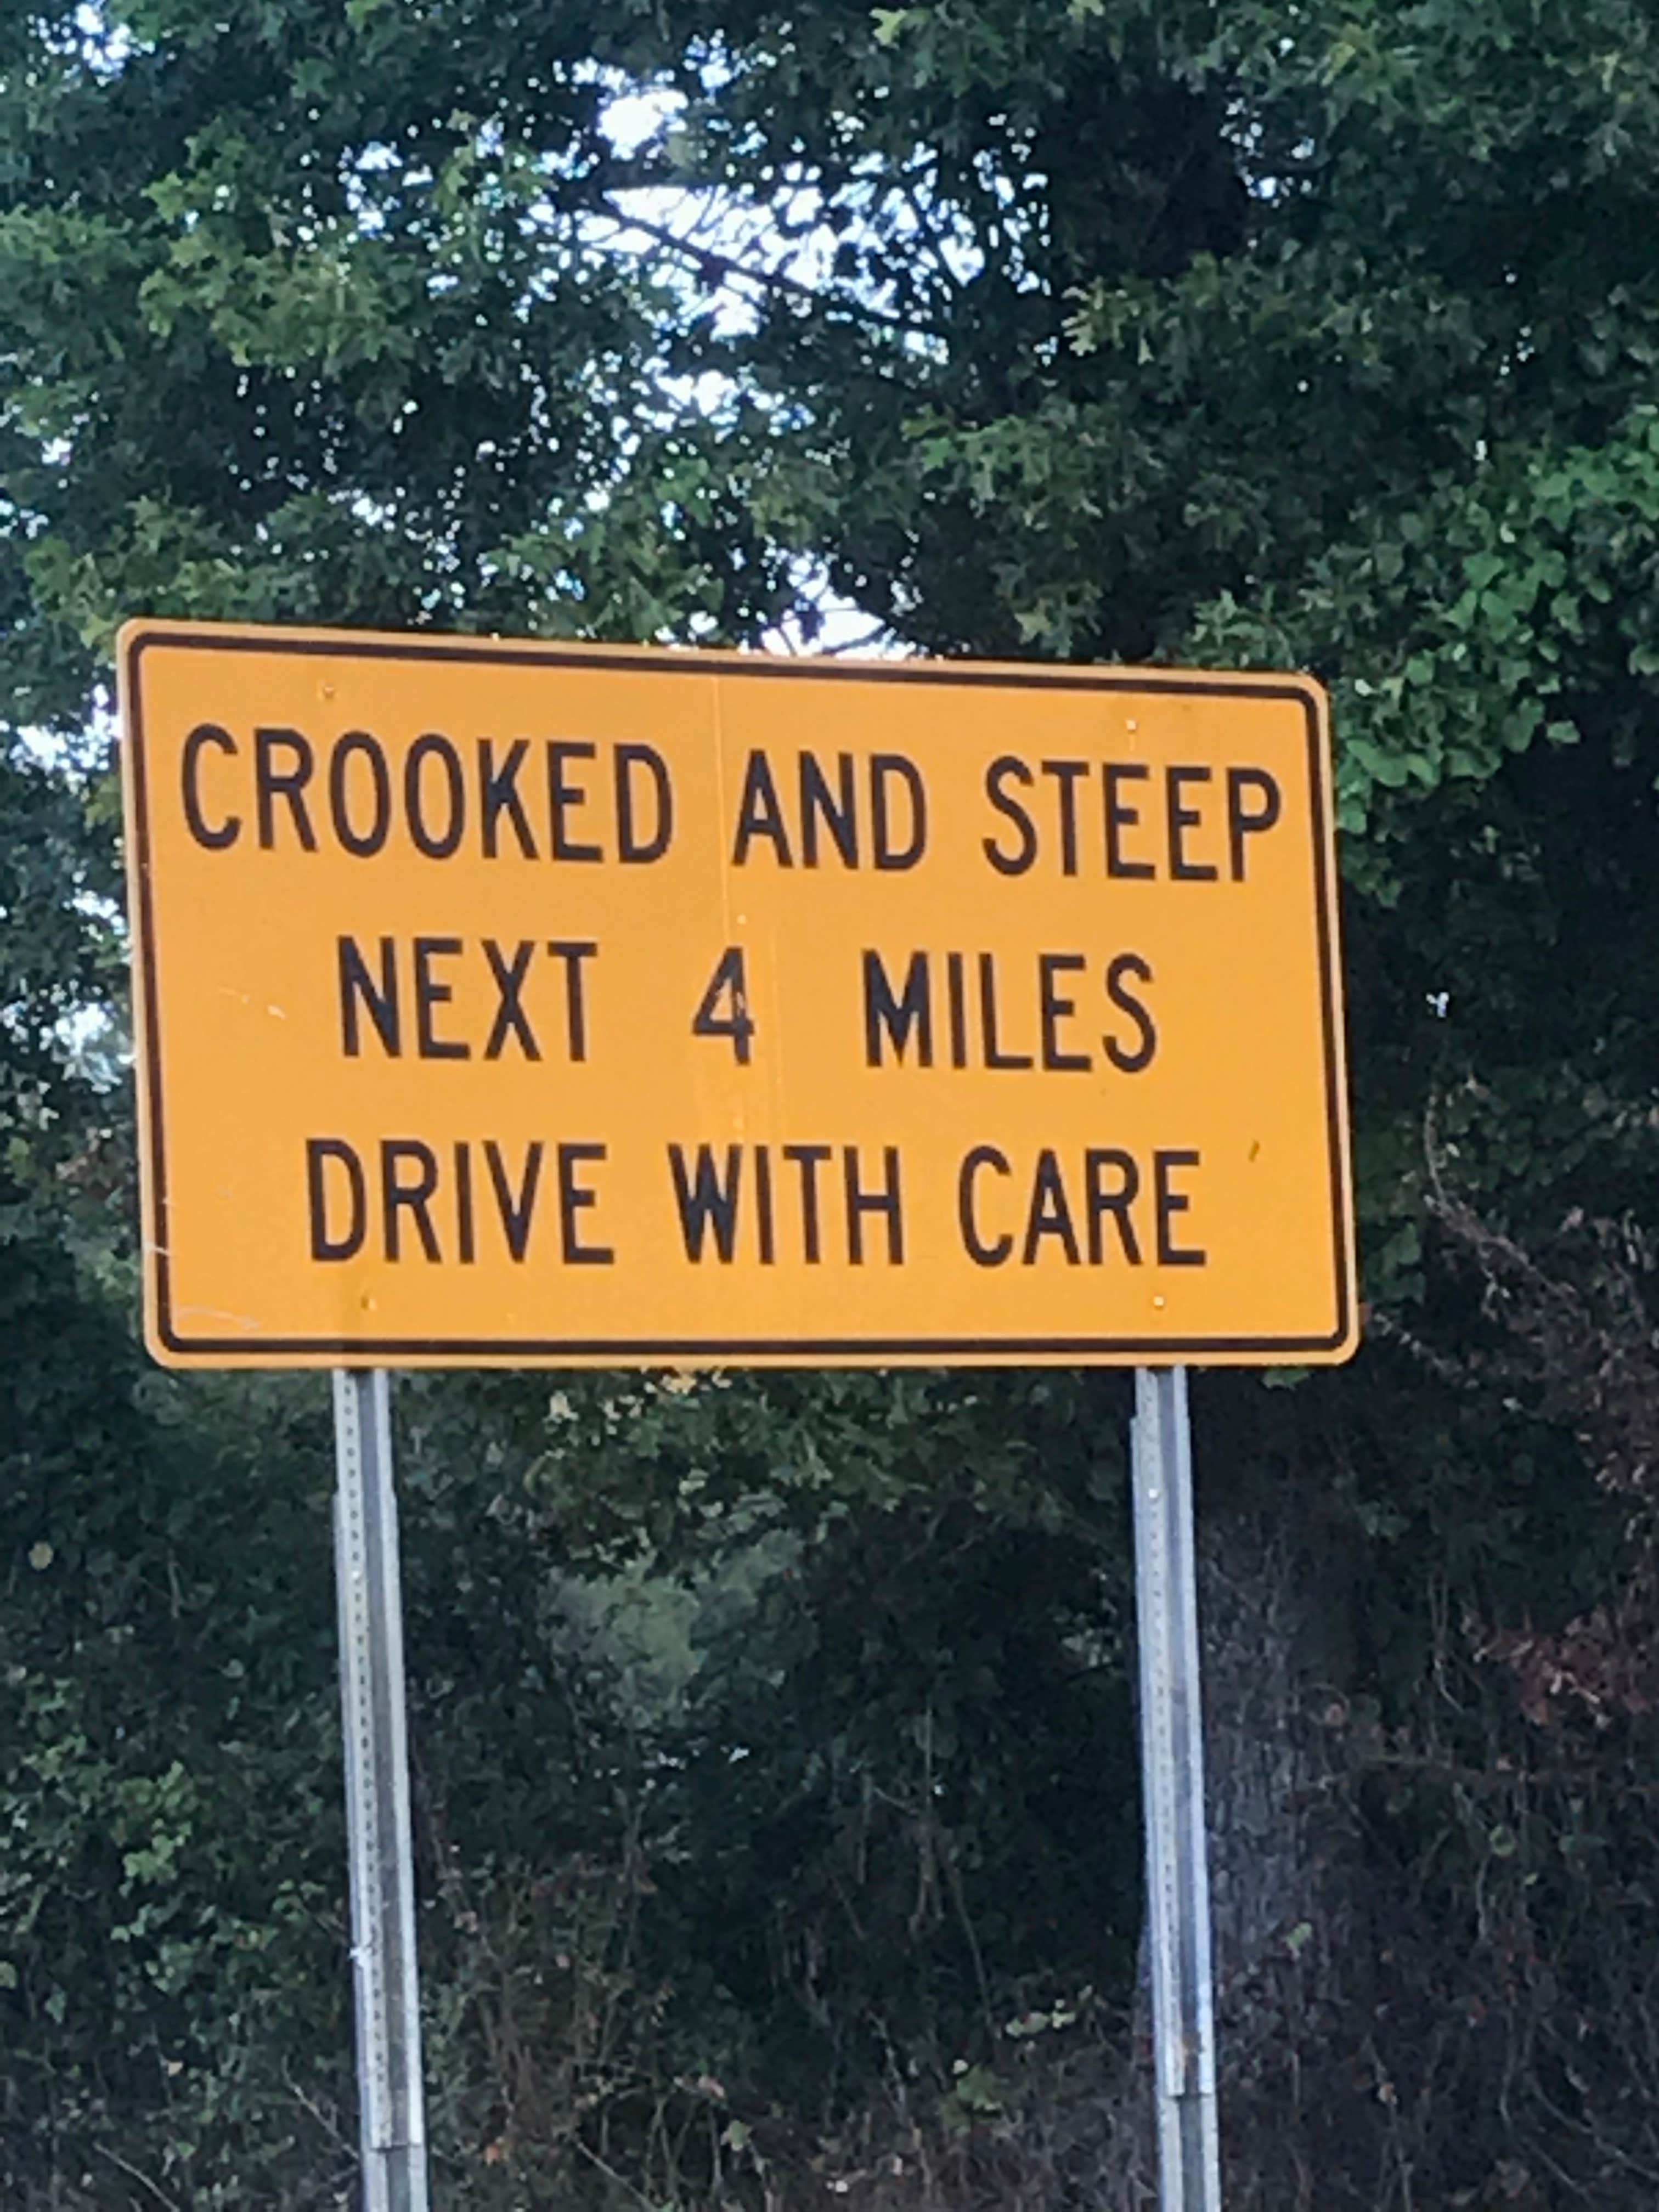 CROOKED AND STEEP
NEXT 4 MILES
DRIVE WITH CARE